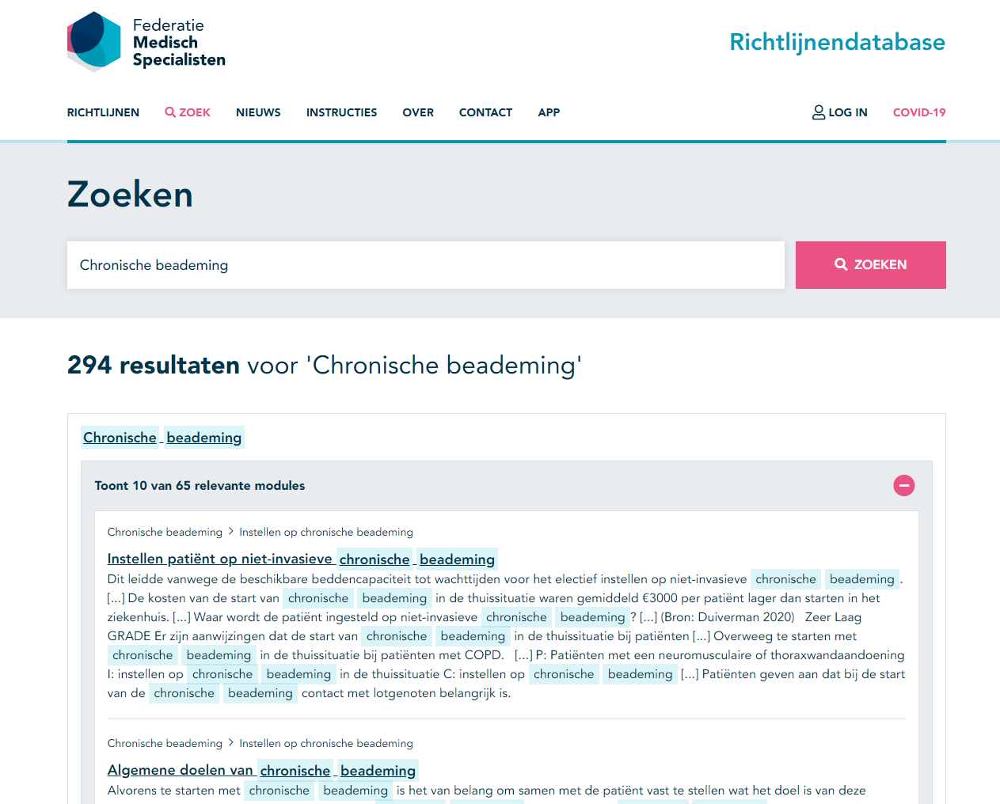 Federatie
Medisch
Specialisten
Richtlijnendatabase
RICHTLIJNEN ZOEK NIEUWS INSTRUCTIES OVER CONTACT APP LOG IN COVID-19
Zoeken
Chronische beademing ZOEKEN
294 resultaten voor 'Chronische beademing'
Chronische beademing
Toont 10 van 65 relevante modules
Chronische beademing > Instellen op chronische beademing
Instellen patiënt op niet-invasieve chronische beademing
Dit leidde vanwege de beschikbare beddencapaciteit tot wachttijden voor het electief instellen op niet-invasieve chronische beademing .
[...] De kosten van de start van chronische beademing in de thuissituatie waren gemiddeld €3000 per patiënt lager dan starten in het
ziekenhuis. [...] Waar wordt de patiënt ingesteld op niet-invasieve chronische beademing ? [...] (Bron: Duiverman 2020) Zeer Laag
GRADE Er zijn aanwijzingen dat de start van chronische beademing in de thuissituatie bij patiënten [...] Overweeg te starten met
chronische beademing in de thuissituatie bij patiënten met COPD. [...] P: Patiënten met een neuromusculaire of thoraxwandaandoening
I: instellen op chronische beademing in de thuissituatie C: instellen op chronische beademing [...] Patiënten geven aan dat bij de start
van de chronische beademing contact met lotgenoten belangrijk is.
Chronische beademing > Instellen op chronische beademing
Algemene doelen van chronische beademing
Alvorens te starten met chronische beademing is het van belang om samen met de patiënt vast te stellen wat het doel is van deze